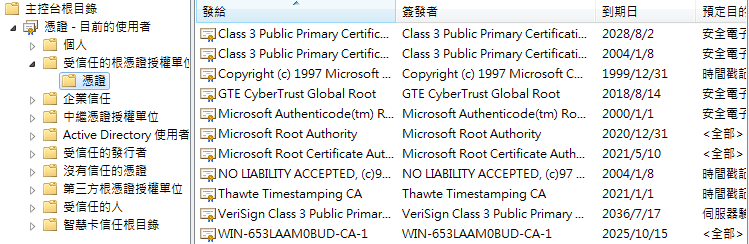 主控台根目錄
憑證 - 目前的使用者
個人
受信任的根憑證授權單位
憑證
企業信任
中繼憑證授權單位
Active Directory 使用者
受信任的發行者
沒有信任的憑證
第三方根憑證授權單位
受信任的人
智慧卡信任根目錄
發給 簽發者 到期日 預定目的
Class 3 Public Primary Certific... Class 3 Public Primary Certificati... 2028/8/2 安全電子
Class 3 Public Primary Certific... Class 3 Public Primary Certificati... 2004/1/8 安全電子
Copyright (c) 1997 Microsoft ... Copyright (c) 1997 Microsoft Cor... 1999/12/31 時間戳記
GTE CyberTrust Global Root GTE CyberTrust Global Root 2018/8/14 安全電子
Microsoft Authenticode(tm) R... Microsoft Authenticode(tm) Root... 2000/1/1 安全電子
Microsoft Root Authority Microsoft Root Authority 2020/12/31 <全部>
Microsoft Root Certificate Aut... Microsoft Root Certificate Auth... 2021/5/10 <全部>
NO LIABILITY ACCEPTED, (c)9... NO LIABILITY ACCEPTED, (c)97 ... 2004/1/8 時間戳記
Thawte Timestamping CA Thawte Timestamping CA 2021/1/1 時間戳記
VeriSign Class 3 Public Primar... VeriSign Class 3 Public Primary ... 2036/7/17 伺服器驗
WIN-653LAAM0BUD-CA-1 WIN-653LAAM0BUD-CA-1 2025/10/15 <全部>